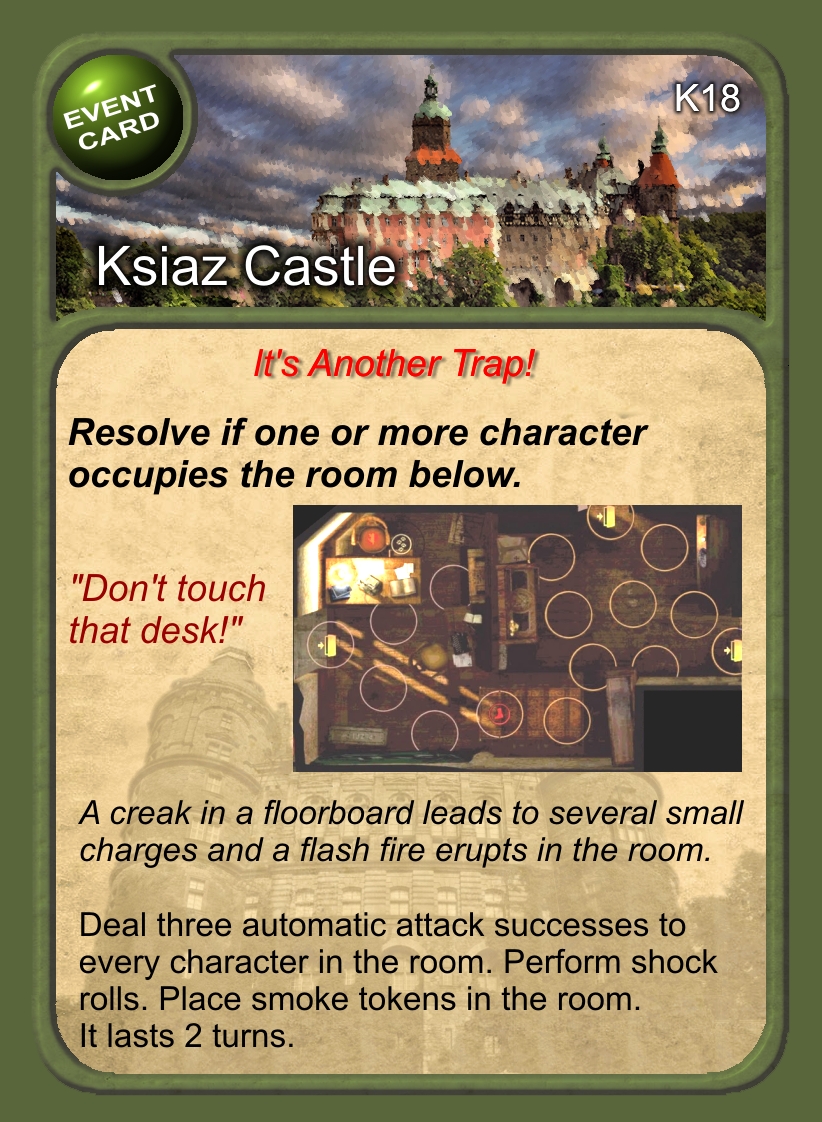 EVENT
CARD
K18
Ksiaz Castle
It's Another Trap!
Resolve if one or more character
occupies the room below.
"Don't touch
that desk!"
A creak in a floorboard leads to several small
charges and a flash fire erupts in the room.
Deal three automatic attack successes to
every character in the room. Perform shock
rolls. Place smoke tokens in the room.
It lasts 2 turns.